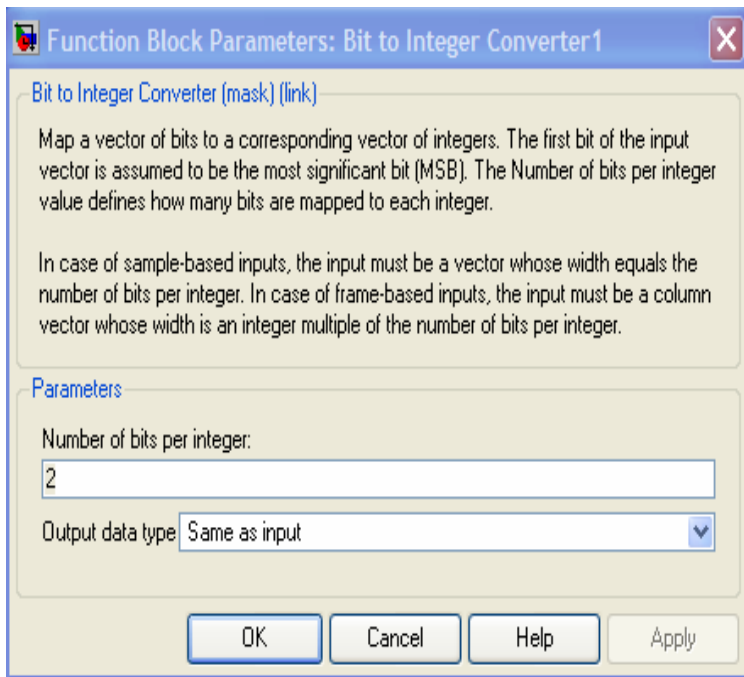 Function Block Parameters: Bit to Integer Converter1
Bit to Integer Converter (mask) (link)
Map a vector of bits to a corresponding vector of integers. The first bit of the input
vector is assumed to be the most significant bit (MSB). The Number of bits per integer
value defines how many bits are mapped to each integer.
In case of sample-based inputs, the input must be a vector whose width equals the
number of bits per integer. In case of frame-based inputs, the input must be a column
vector whose width is an integer multiple of the number of bits per integer.
Parameters
Number of bits per integer:
2
Output data type Same as input
OK Cancel Help Apply